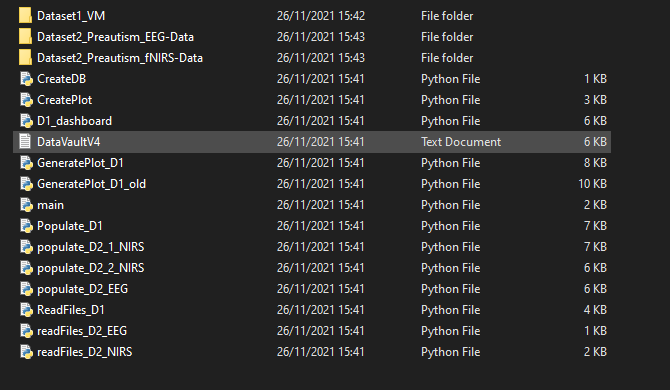 Dataset1_VM 26/11/2021 15:42 File folder
Dataset2_Preautism_EEG-Data 26/11/2021 15:43 File folder
Dataset2_Preautism_fNIRS-Data 26/11/2021 15:43 File folder
CreateDB 26/11/2021 15:41 Python File 1 KB
CreatePlot 26/11/2021 15:41 Python File 3 KB
D1_dashboard 26/11/2021 15:41 Python File 6 KB
DataVaultV4 26/11/2021 15:41 Text Document 6 KB
GeneratePlot_D1 26/11/2021 15:41 Python File 8 KB
GeneratePlot_D1_old 26/11/2021 15:41 Python File 10 KB
main 26/11/2021 15:41 Python File 2 KB
Populate_D1 26/11/2021 15:41 Python File 7 KB
populate_D2_1_NIRS 26/11/2021 15:41 Python File 7 KB
populate_D2_2_NIRS 26/11/2021 15:41 Python File 6 KB
populate_D2_EEG 26/11/2021 15:41 Python File 6 KB
ReadFiles_D1 26/11/2021 15:41 Python File 4 KB
readFiles_D2_EEG 26/11/2021 15:41 Python File 1 KB
readFiles_D2_NIRS 26/11/2021 15:41 Python File 2 KB